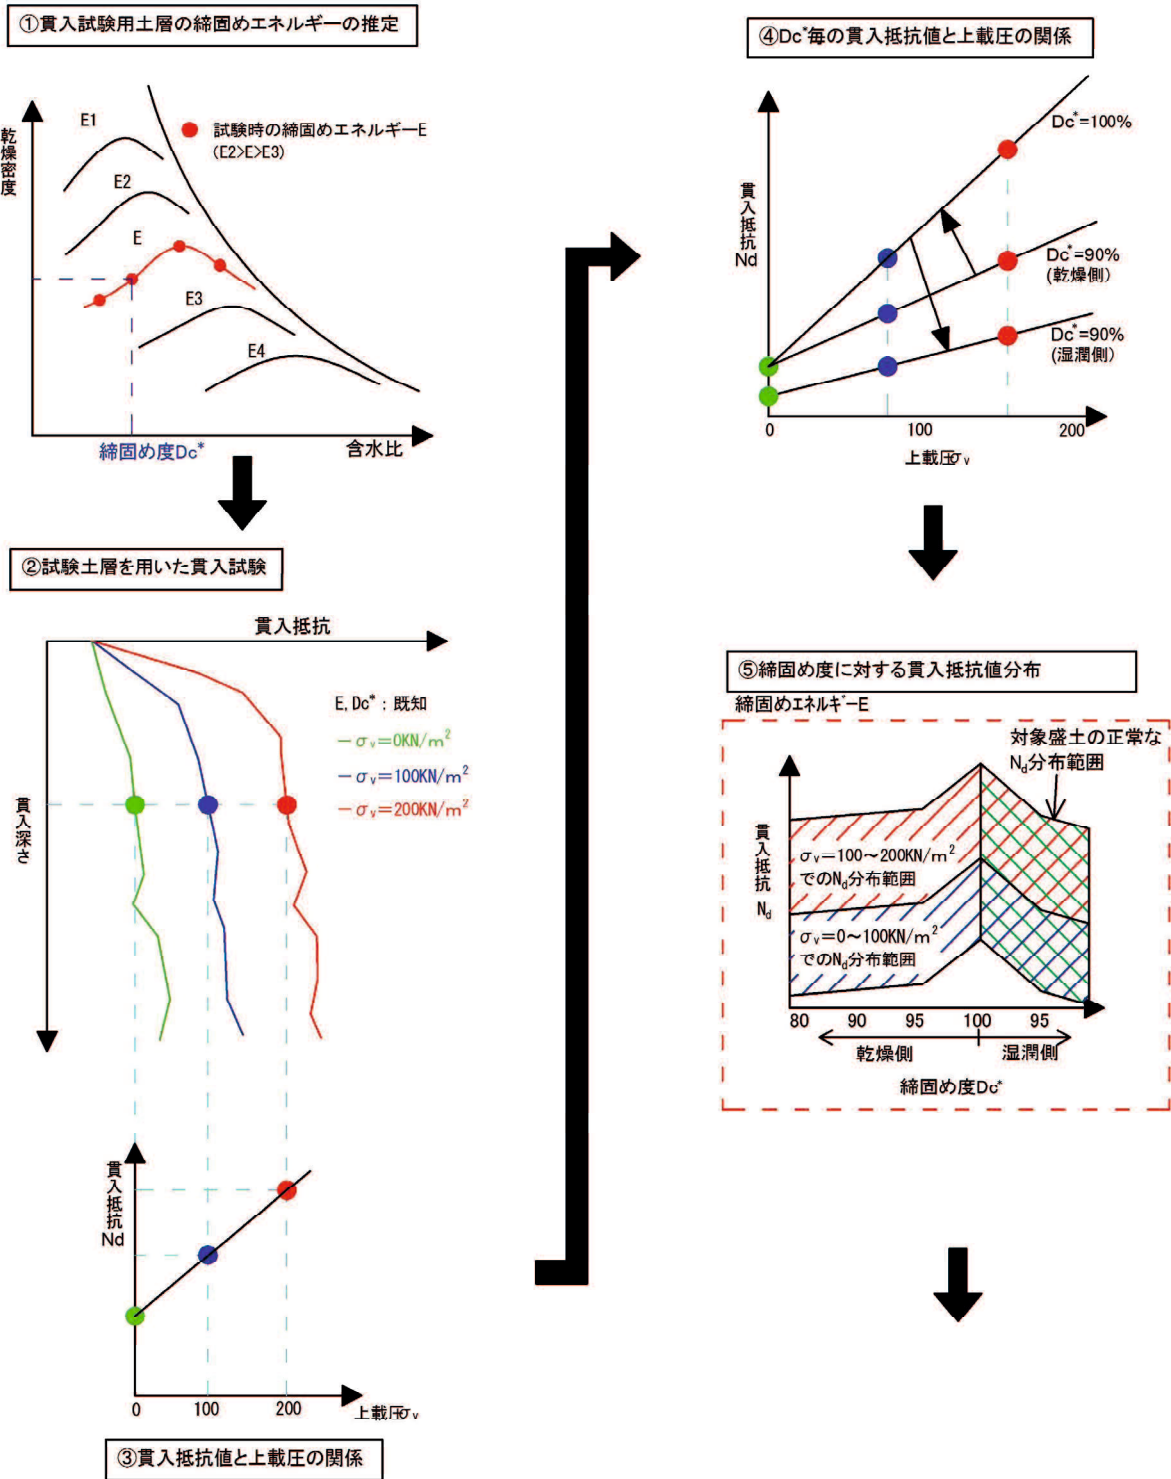 ①貫入試験用土層の締固めエネルギーの推定
乾燥密度
E1
E2
E
E3
E4
試験時の締固めエネルギーE
(E2>E>E3)
締固め度Dc*
含水比
②試験土層を用いた貫入試験
貫入抵抗
貫入深さ
E, Dc*：既知
－σv＝0KN/m²
－σv＝100KN/m²
－σv＝200KN/m²
貫入抵抗
Nd
0
100
200
上載圧σv
③貫入抵抗値と上載圧の関係
④Dc*毎の貫入抵抗値と上載圧の関係
貫入抵抗
Nd
Dc*=100%
Dc*=90%
(乾燥側)
Dc*=90%
(湿潤側)
0
100
200
上載圧σv
⑤締固め度に対する貫入抵抗値分布
締固めエネルギーE
対象盛土の正常な
Nd分布範囲
貫入抵抗
Nd
σv＝100～200KN/m²
でのNd分布範囲
σv＝0～100KN/m²
でのNd分布範囲
80
90
95
100
95
乾燥側
湿潤側
締固め度Dc*